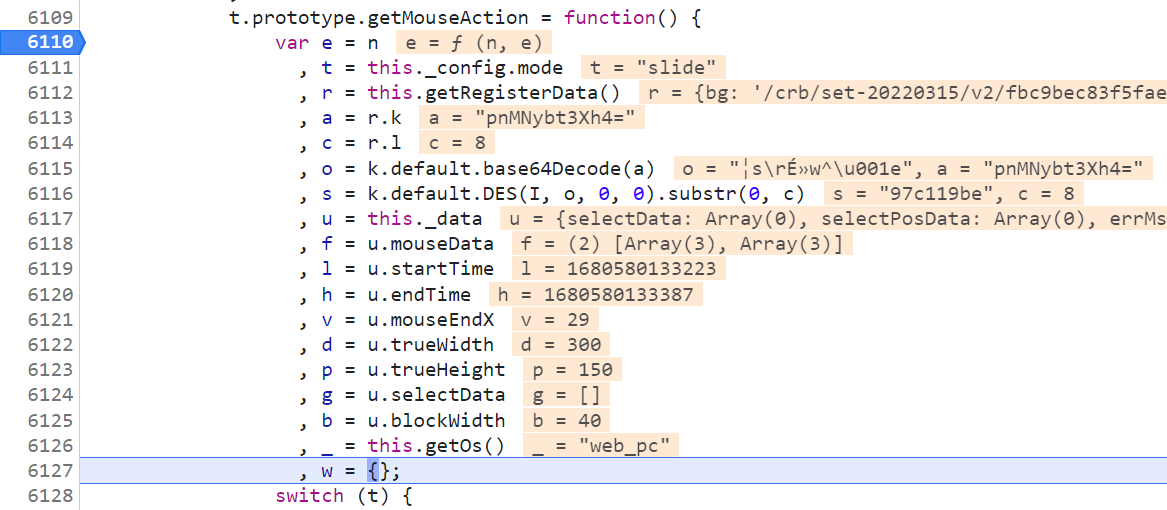 6109 t.prototype.getMouseAction = function() {
6110 var e = n e = ƒ (n, e)
6111 , t = this._config.mode t = "slide"
6112 , r = this.getRegisterData() r = {bg: '/crb/set-20220315/v2/fbc9bec83f5fae
6113 , a = r.k a = "pnMNybt3Xh4="
6114 , c = r.l c = 8
6115 , o = k.default.base64Decode(a) o = "¦s\rÉ»w^\u001e", a = "pnMNybt3Xh4="
6116 , s = k.default.DES(I, o, 0, 0).substr(0, c) s = "97c119be", c = 8
6117 , u = this._data u = {selectData: Array(0), selectPosData: Array(0), errMs
6118 , f = u.mouseData f = (2) [Array(3), Array(3)]
6119 , l = u.startTime l = 1680580133223
6120 , h = u.endTime h = 1680580133387
6121 , v = u.mouseEndX v = 29
6122 , d = u.trueWidth d = 300
6123 , p = u.trueHeight p = 150
6124 , g = u.selectData g = []
6125 , b = u.blockWidth b = 40
6126 , _ = this.getOs() _ = "web_pc"
6127 , w = {};
6128 switch (t) {